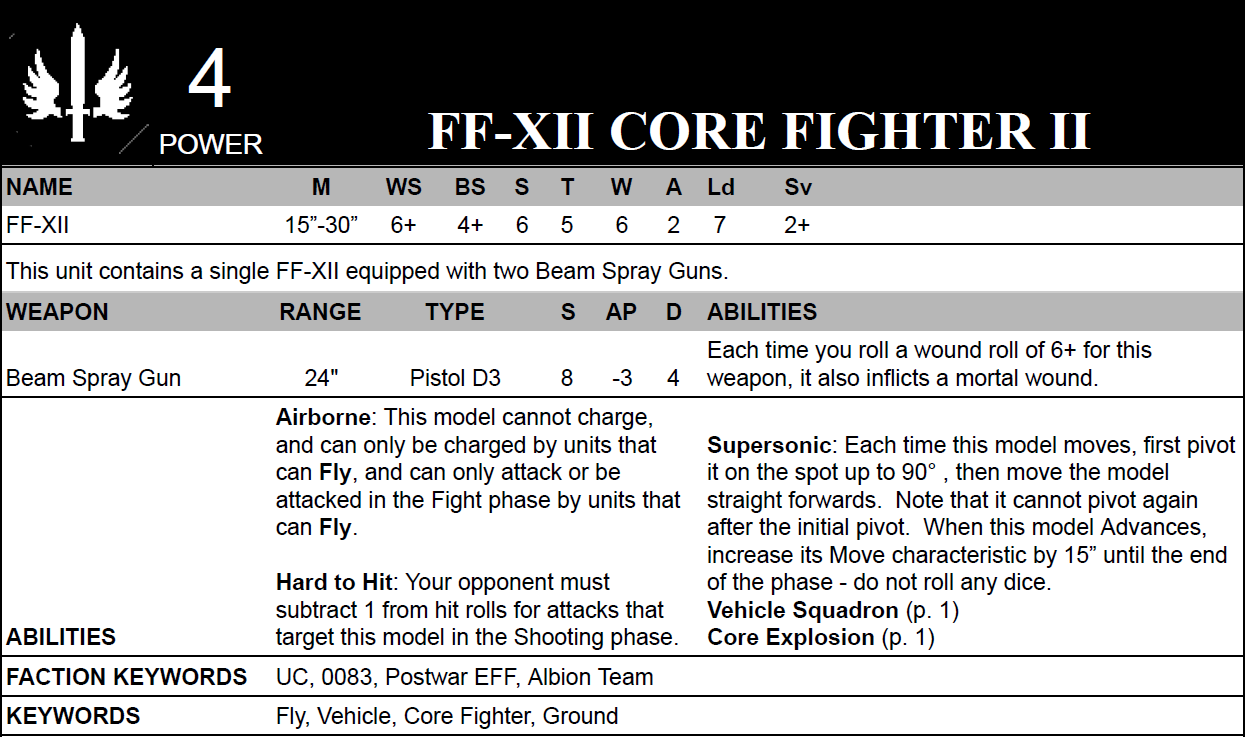 4
POWER
FF-XII CORE FIGHTER II
NAME M WS BS S T W A Ld Sv
FF-XII 15”-30” 6+ 4+ 6 5 6 2 7 2+
This unit contains a single FF-XII equipped with two Beam Spray Guns.
WEAPON RANGE TYPE S AP D ABILITIES
Beam Spray Gun 24" Pistol D3 8 -3 4
Each time you roll a wound roll of 6+ for this
weapon, it also inflicts a mortal wound.
ABILITIES
Airborne: This model cannot charge,
and can only be charged by units that
can Fly, and can only attack or be
attacked in the Fight phase by units that
can Fly.
Hard to Hit: Your opponent must
subtract 1 from hit rolls for attacks that
target this model in the Shooting phase.
Supersonic: Each time this model moves, first pivot
it on the spot up to 90° , then move the model
straight forwards. Note that it cannot pivot again
after the initial pivot. When this model Advances,
increase its Move characteristic by 15” until the end
of the phase - do not roll any dice.
Vehicle Squadron (p. 1)
Core Explosion (p. 1)
FACTION KEYWORDS UC, 0083, Postwar EFF, Albion Team
KEYWORDS Fly, Vehicle, Core Fighter, Ground